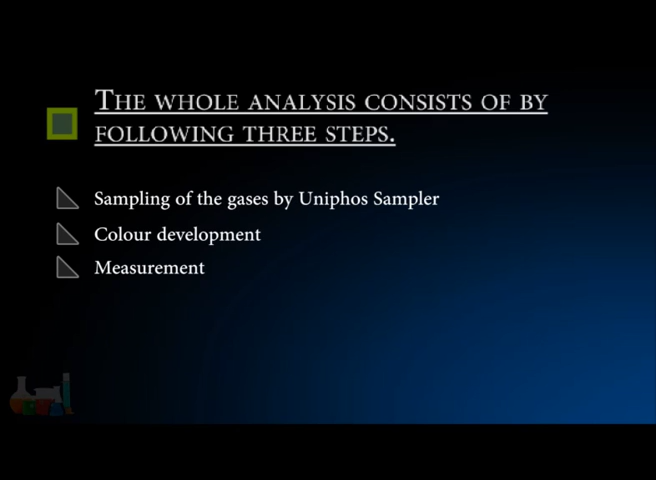 The whole analysis consists of by
following three steps.
Sampling of the gases by Uniphos Sampler
Colour development
Measurement